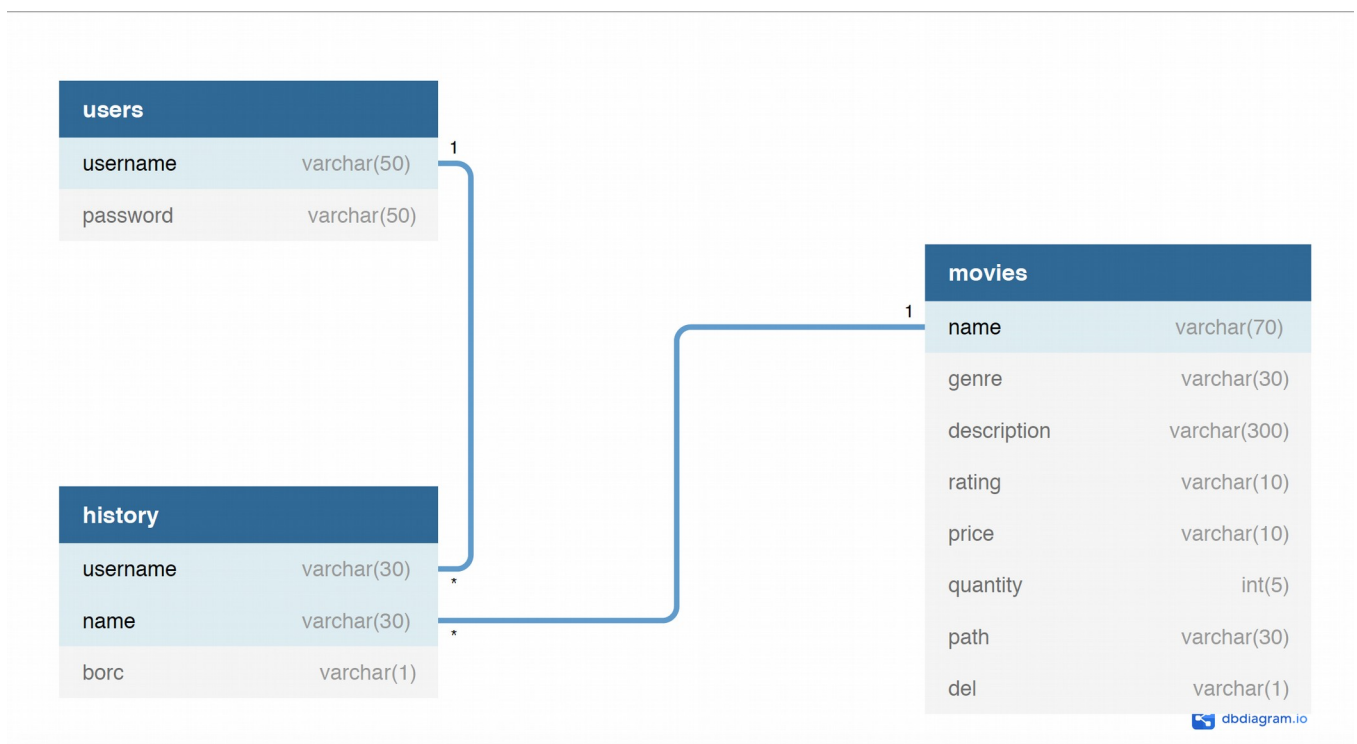 users
username varchar(50)
password varchar(50)
1
history
username varchar(30)
*
name varchar(30)
*
borc varchar(1)
1
movies
name varchar(70)
genre varchar(30)
description varchar(300)
rating varchar(10)
price varchar(10)
quantity int(5)
path varchar(30)
del varchar(1)
dbdiagram.io